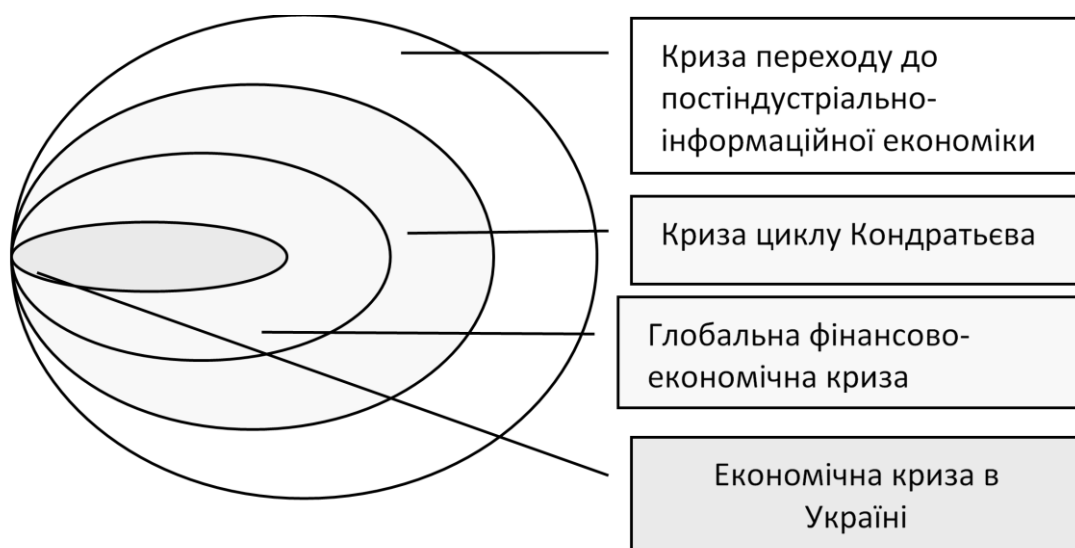 Криза переходу до
постіндустріально-
інформаційної економіки
Криза циклу Кондратьєва
Глобальна фінансово-
економічна криза
Економічна криза в
Україні